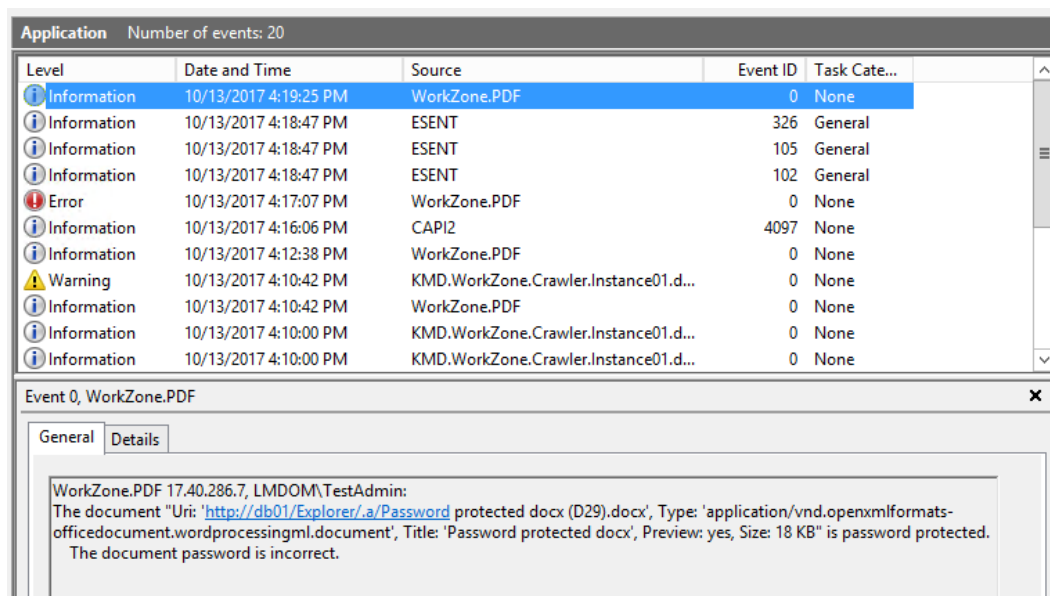 Application Number of events: 20
Level Date and Time Source Event ID Task Cate...
Information 10/13/2017 4:19:25 PM WorkZone.PDF 0 None
Information 10/13/2017 4:18:47 PM ESENT 326 General
Information 10/13/2017 4:18:47 PM ESENT 105 General
Information 10/13/2017 4:18:47 PM ESENT 102 General
Error 10/13/2017 4:17:07 PM WorkZone.PDF 0 None
Information 10/13/2017 4:16:06 PM CAPI2 4097 None
Information 10/13/2017 4:12:38 PM WorkZone.PDF 0 None
Warning 10/13/2017 4:10:42 PM KMD.WorkZone.Crawler.Instance01.d... 0 None
Information 10/13/2017 4:10:42 PM WorkZone.PDF 0 None
Information 10/13/2017 4:10:00 PM KMD.WorkZone.Crawler.Instance01.d... 0 None
Information 10/13/2017 4:10:00 PM KMD.WorkZone.Crawler.Instance01.d... 0 None
Event 0, WorkZone.PDF
General Details
WorkZone.PDF 17.40.286.7, LMDOM\TestAdmin:
The document "Uri: 'http://db01/Explorer/.a/Password protected docx (D29).docx', Type: 'application/vnd.openxmlformats-
officedocument.wordprocessingml.document', Title: 'Password protected docx', Preview: yes, Size: 18 KB" is password protected.
The document password is incorrect.